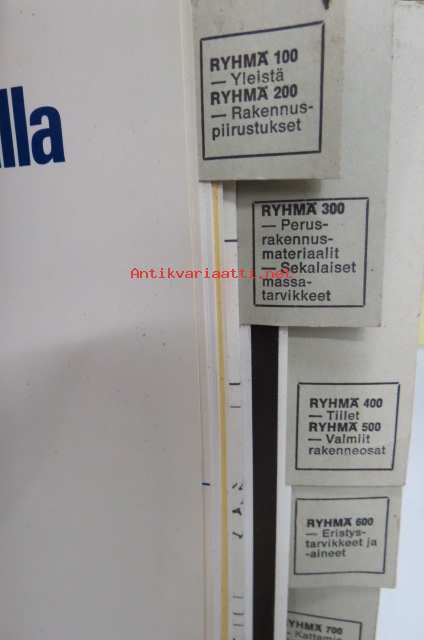 lla
RYHMÄ 100
— Yleistä
RYHMÄ 200
— Rakennus-
piirustukset
RYHMÄ 300
— Perus-
rakennus-
materiaalit
— Sekalaiset
massa-
tarvikkeet
Antikvariaatti.net
RYHMÄ 400
— Tiilet
RYHMÄ 500
— Valmiit
rakenneosat
RYHMÄ 600
— Eristys-
tarvikkeet ja
-aineet
RYHMÄ 700